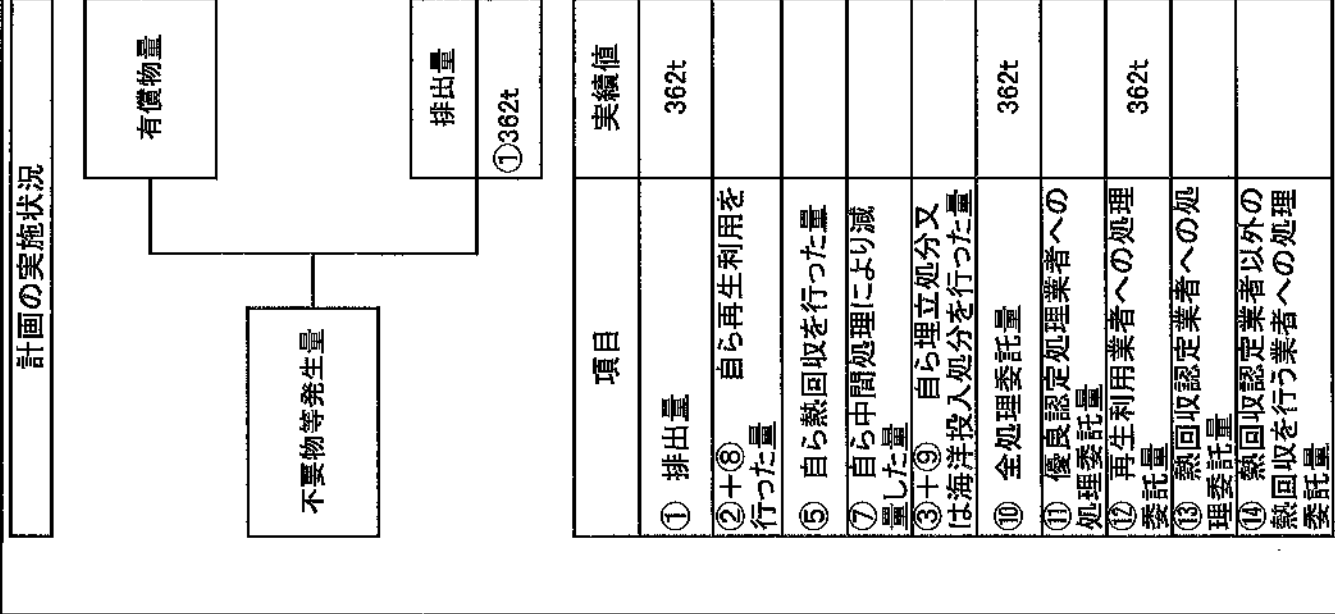 計画の実施状況
有償物量
不要物等発生量
排出量
①362t
項目
実績値
① 排出量
362t
②+⑧ 自ら再生利用を
行った量
⑤ 自ら熱回収を行った量
⑦ 自ら中間処理により減
量した量
③+⑨ 自ら埋立処分又
は海洋投入処分を行った量
⑩ 全処理委託量
362t
⑪ 優良認定処理業者への
処理委託量
⑫ 再生利用業者への処理
委託量
362t
⑬ 熱回収認定業者への処
理委託量
⑭ 熱回収認定業者以外の
熱回収を行う業者への処理
委託量